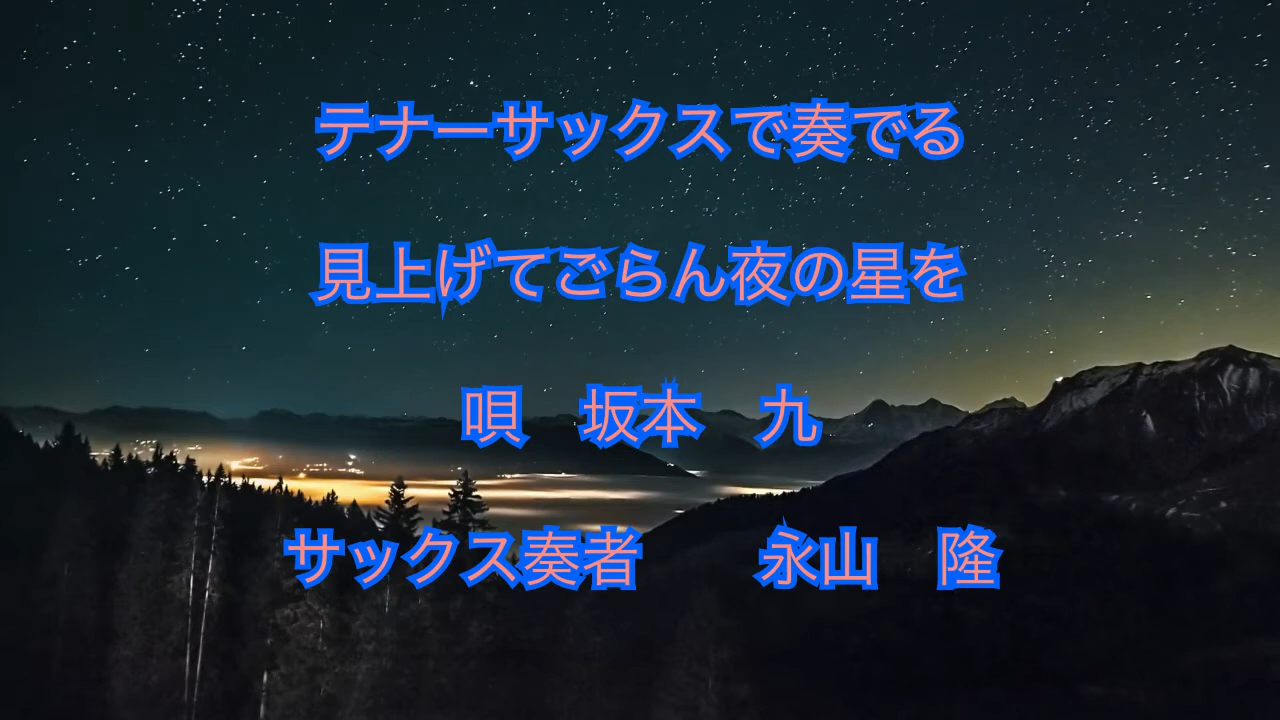 テナーサックスで奏でる
見上げてごらん夜の星を
唄　坂本　九
サックス奏者　　永山　隆